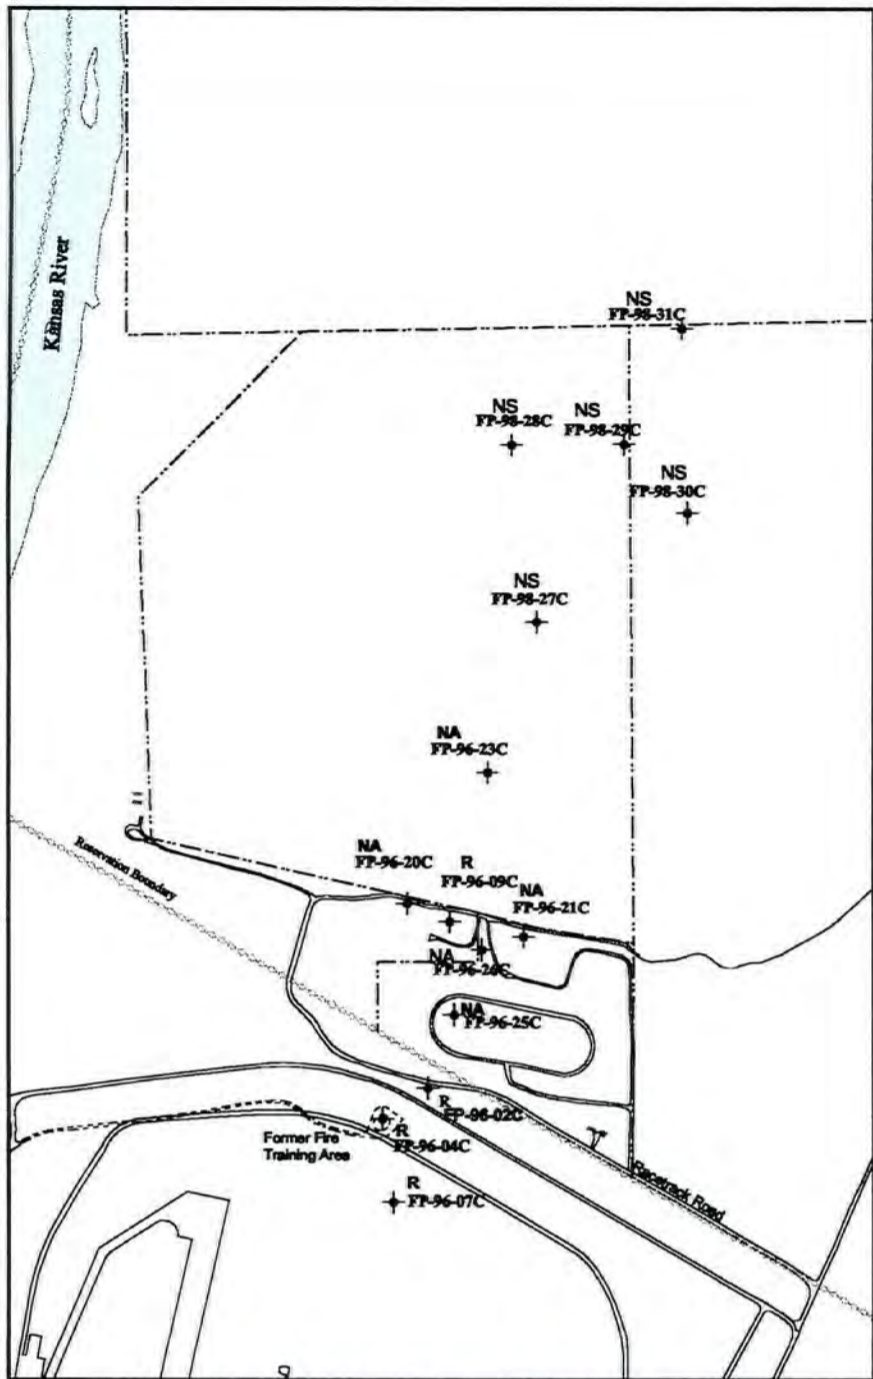 Kansas River
NS
FP-98-31C
NS
FP-98-28C
NS
FP-98-29C
NS
FP-98-30C
NS
FP-98-27C
NA
FP-96-23C
Reservation Boundary
NA
FP-96-20C
R
FP-96-09C
NA
FP-96-21C
NA
FP-96-26C
NA
FP-96-25C
R
FP-96-02C
Former Fire
Training Area
R
FP-96-04C
R
FP-96-07C
Racetrack Road